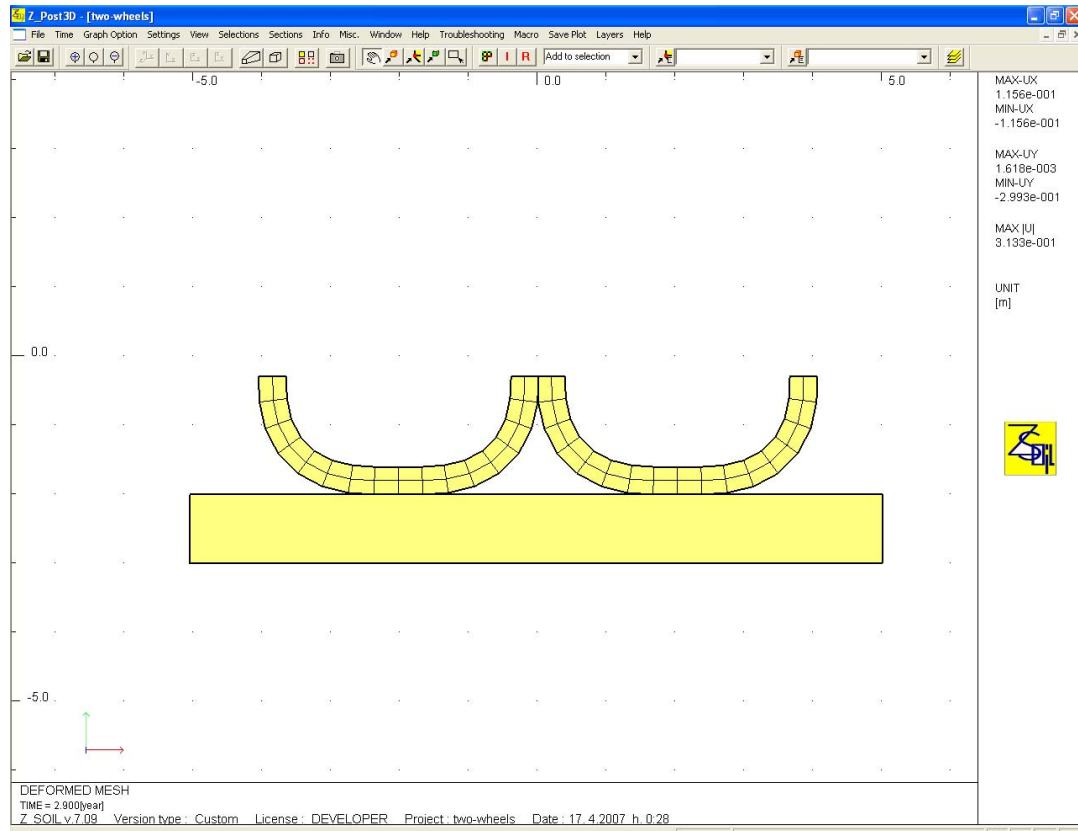 Z_Post3D - [two-wheels]
File Time Graph Option Settings View Selections Sections Info Misc. Window Help Troubleshooting Macro Save Plot Layers Help
I R Add to selection
-5.0 0.0 5.0
MAX-UX
1.156e-001
MIN-UX
-1.156e-001
MAX-UY
1.618e-003
MIN-UY
-2.993e-001
MAX |U|
3.133e-001
UNIT
[m]
0.0
ZSOil
-5.0
DEFORMED MESH
TIME = 2.900[year]
Z_SOIL v.7.09 Version type : Custom License : DEVELOPER Project : two-wheels Date : 17. 4.2007 h. 0:28